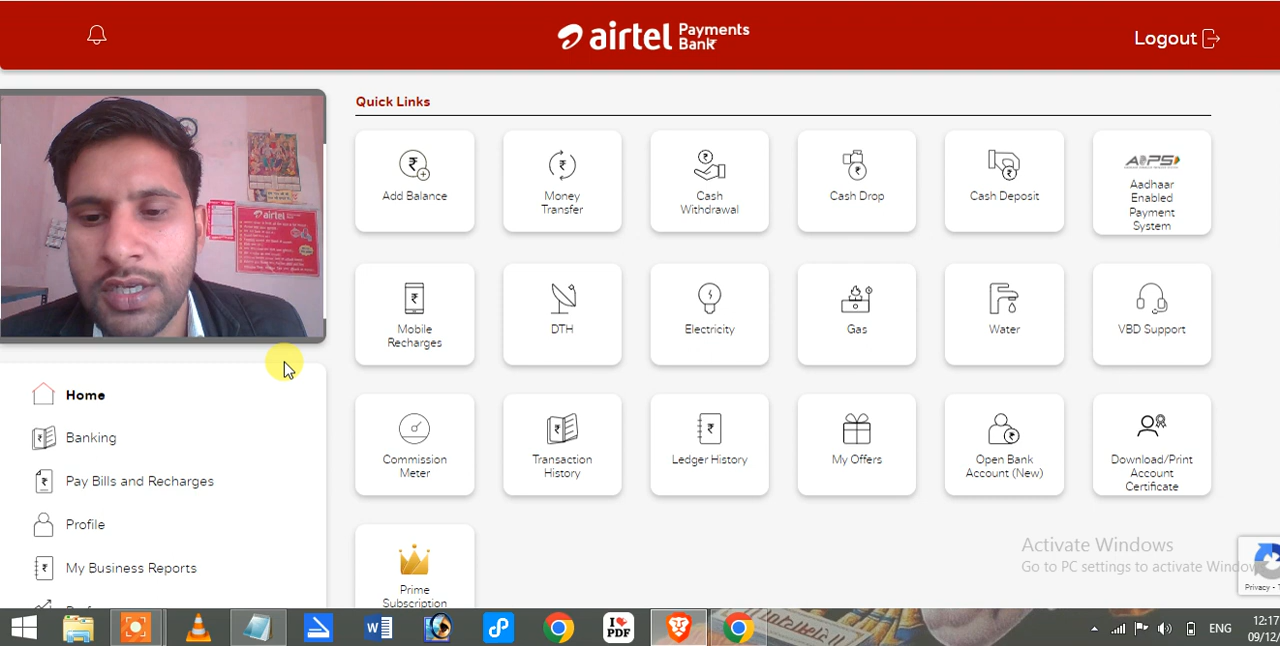 airtel Payments
Bank
Logout
Quick Links
Add Balance
Money
Transfer
Cash
Withdrawal
Cash Drop
Cash Deposit
AePS
Aadhaar
Enabled
Payment
System
airtel
Mobile
Recharges
DTH
Electricity
Gas
Water
VBD Support
Home
Banking
Pay Bills and Recharges
Profile
My Business Reports
Commission
Meter
Transaction
History
Ledger History
My Offers
Open Bank
Account (New)
Download/Print
Account
Certificate
Prime
Subscription
Activate Windows
Go to PC settings to activate Windows
Privacy - T
I
PDF
W
ENG
12:17
09/12/